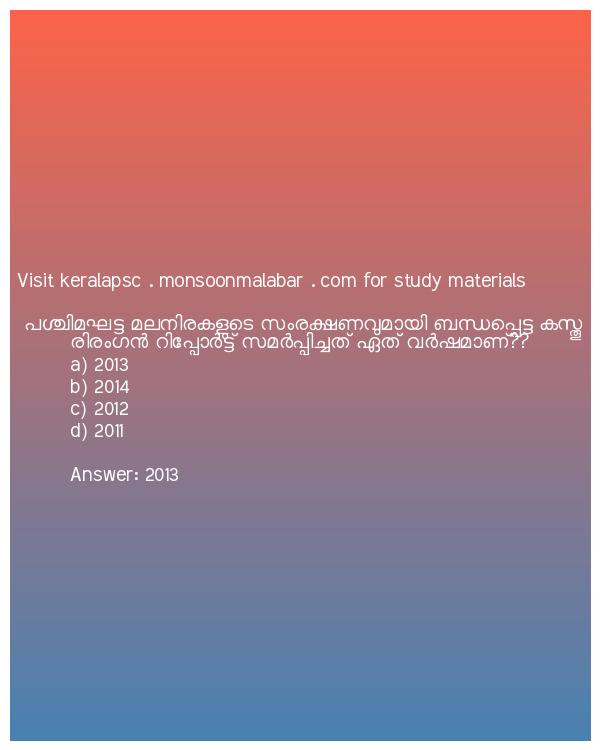 Visit keralapsc . monsoonmalabar . com for study materials
പശ്ചിമഘട്ട മലനിരകളുടെ സംരക്ഷണവുമായി ബന്ധപ്പെട്ട കസ്തു
രിരംഗൻ റിപ്പോർട്ട് സമർപ്പിച്ചത് ഏത് വർഷമാണ്??
a) 2013
b) 2014
c) 2012
d) 2011
Answer: 2013